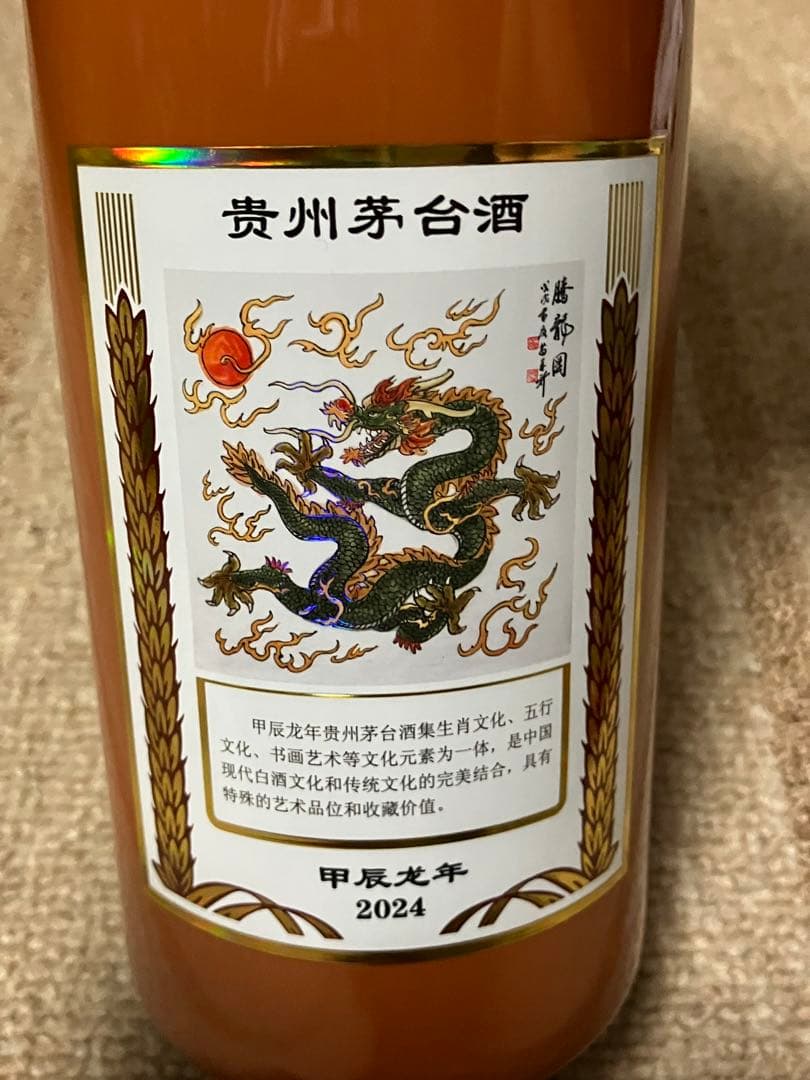 贵州茅台酒
腾龍圖
甲辰龙年贵州茅台酒集生肖文化、五行
文化、书画艺术等文化元素为一体，是中国
现代白酒文化和传统文化的完美结合，具有
特殊的艺术品位和收藏价值。
甲辰龙年
2024